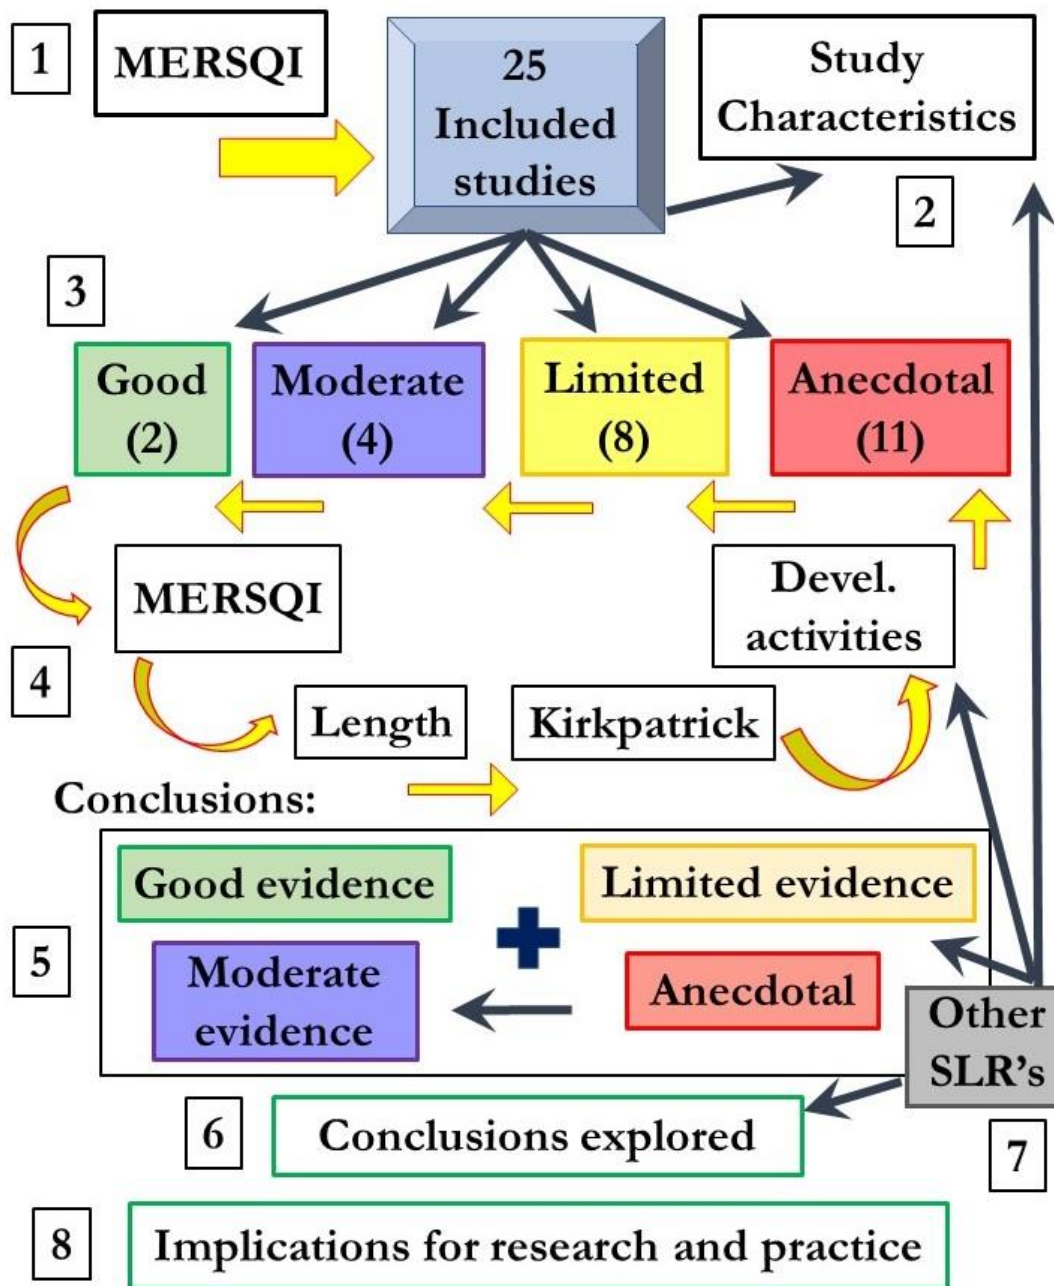 1
MERSQI
25
Included
studies
Study
Characteristics
2
3
Good
(2)
Moderate
(4)
Limited
(8)
Anecdotal
(11)
4
MERSQI
Length
Kirkpatrick
Devel.
activities
Conclusions:
5
Good evidence
Moderate
evidence
Limited evidence
Anecdotal
Other
SLR's
6
Conclusions explored
7
8
Implications for research and practice